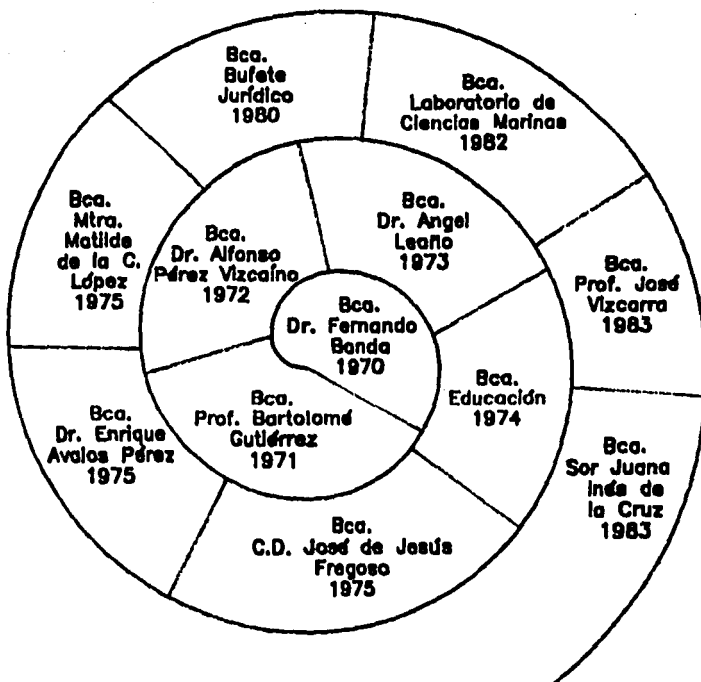 Bca.
Bufete
Jurídico
1980
Bca.
Laboratorio de
Ciencias Marinas
1982
Bca.
Mtra.
Matilde
de la C.
López
1975
Bca.
Dr. Alfonso
Pérez Vizcaíno
1972
Bca.
Dr. Angel
Leaño
1973
Bca.
Prof. José
Vizcarra
1983
Bca.
Dr. Fernando
Banda
1970
Bca.
Educación
1974
Bca.
Prof. Bartolomé
Gutiérrez
1971
Bca.
Dr. Enrique
Avalos Pérez
1975
Bca.
Sor Juana
Inés de
la Cruz
1983
Bca.
C.D. José de Jesús
Fregoso
1975